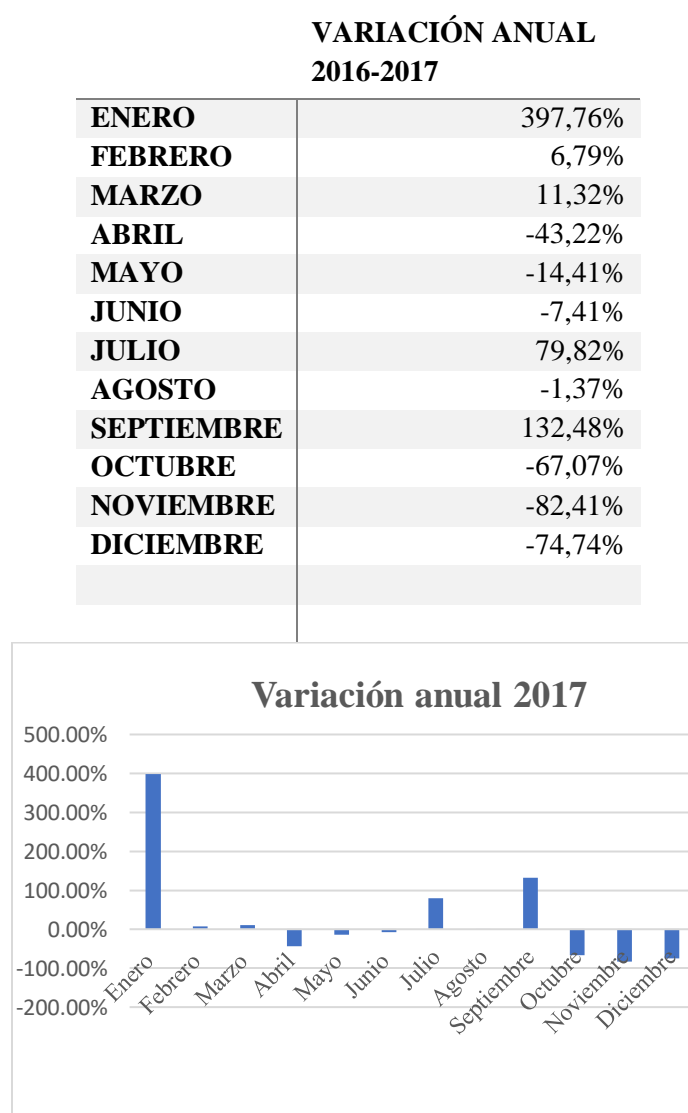 VARIACIÓN ANUAL
2016-2017
ENERO 397,76%
FEBRERO 6,79%
MARZO 11,32%
ABRIL -43,22%
MAYO -14,41%
JUNIO -7,41%
JULIO 79,82%
AGOSTO -1,37%
SEPTIEMBRE 132,48%
OCTUBRE -67,07%
NOVIEMBRE -82,41%
DICIEMBRE -74,74%
Variación anual 2017
500.00%
400.00%
300.00%
200.00%
100.00%
0.00%
-100.00%
-200.00%
Enero
Febrero
Marzo
Abril
Mayo
Junio
Julio
Agosto
Septiembre
Octubre
Noviembre
Diciembre